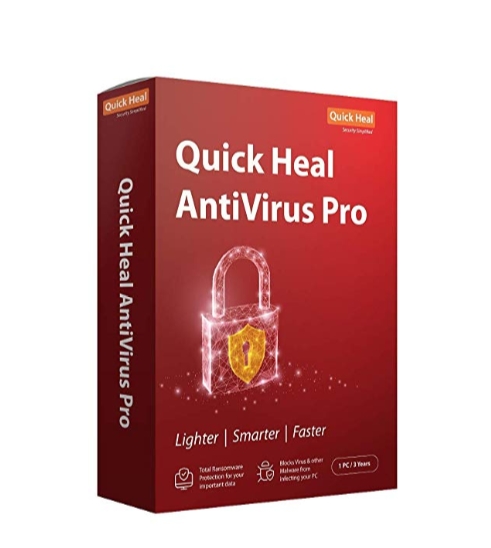 Quick Heal
Security Simplified
Quick Heal AntiVirus Pro
Quick Heal
Security Simplified
Quick Heal
AntiVirus Pro
Lighter | Smarter | Faster
Total Ransomware
Protection for your
important data
Blocks Virus & other
Malware from
infecting your PC
1 PC / 3 Years